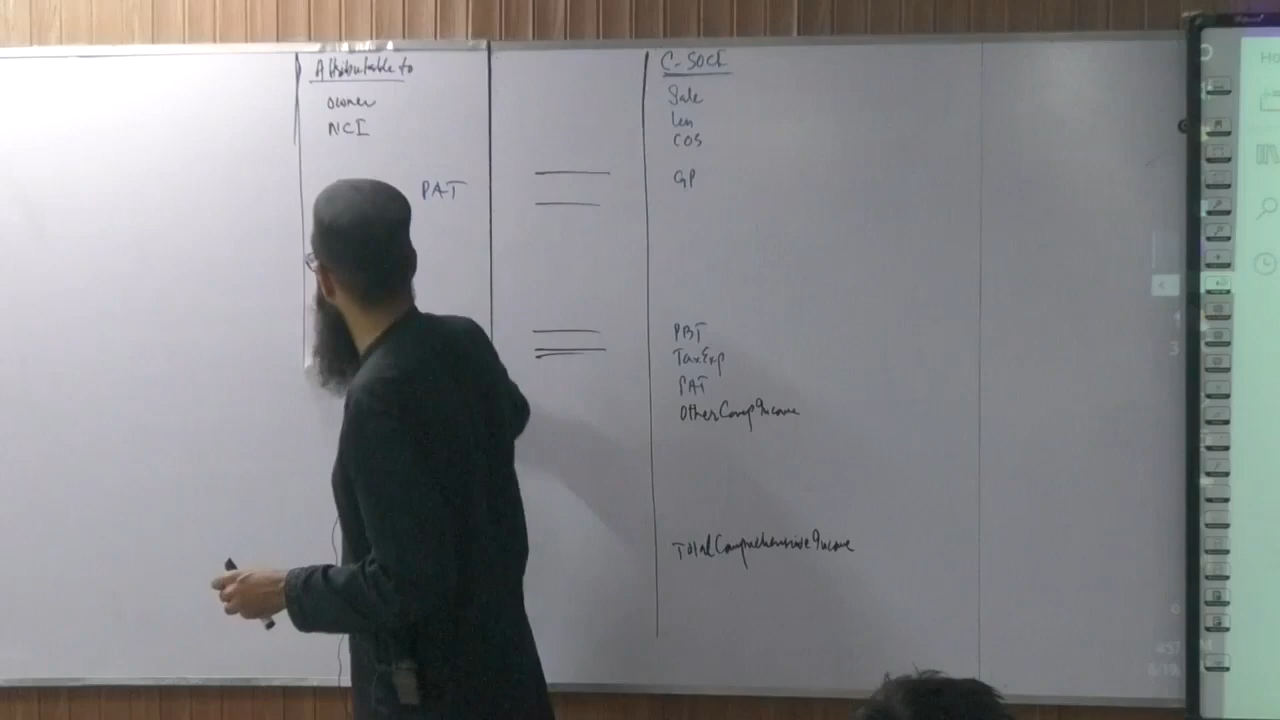 Attributable to
Owner
NCI
PAT
C-SOCI
Sale
Less
COS
GP
PBT
Tax Exp
PAT
Other Comp Income
Total Comprehensive Income